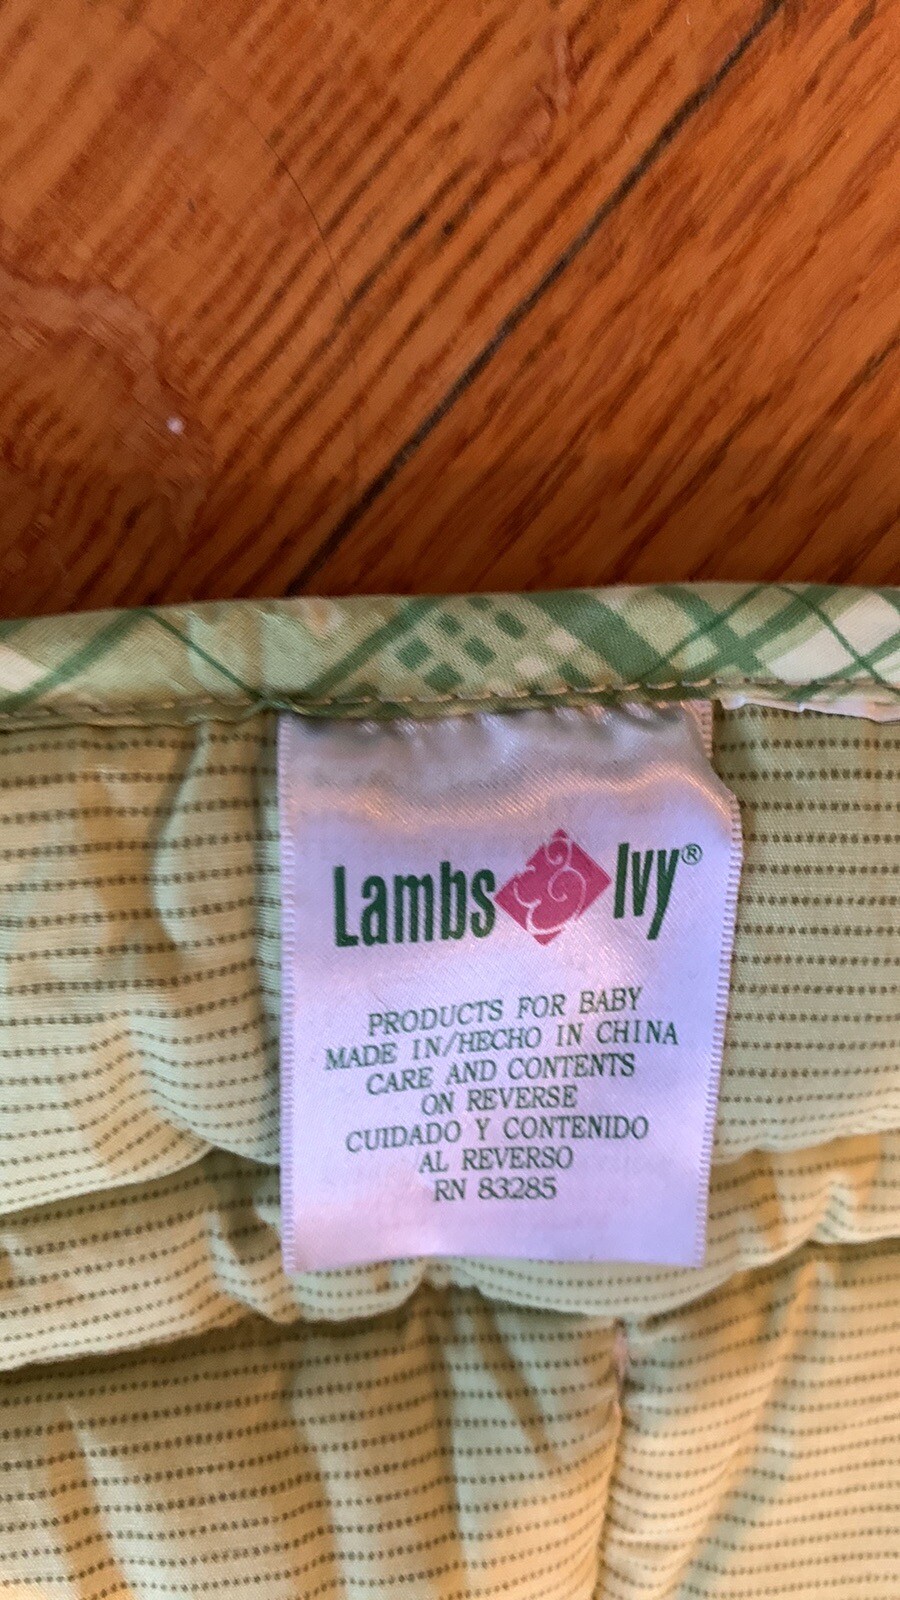 Lambs & Ivy®
PRODUCTS FOR BABY
MADE IN/HECHO IN CHINA
CARE AND CONTENTS
ON REVERSE
CUIDADO Y CONTENIDO
AL REVERSO
RN 83285